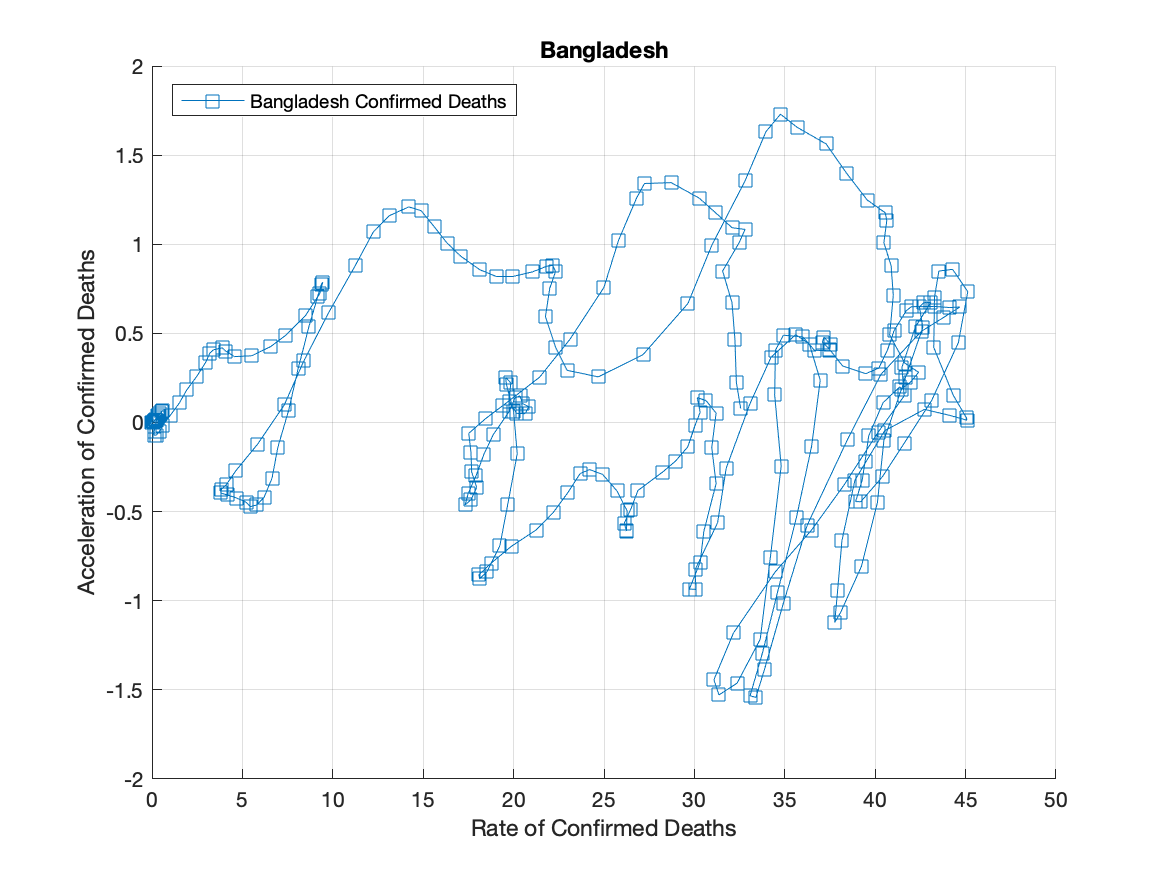 Bangladesh
Bangladesh Confirmed Deaths
2
1.5
1
0.5
0
-0.5
-1
-1.5
-2
Acceleration of Confirmed Deaths
0 5 10 15 20 25 30 35 40 45 50
Rate of Confirmed Deaths